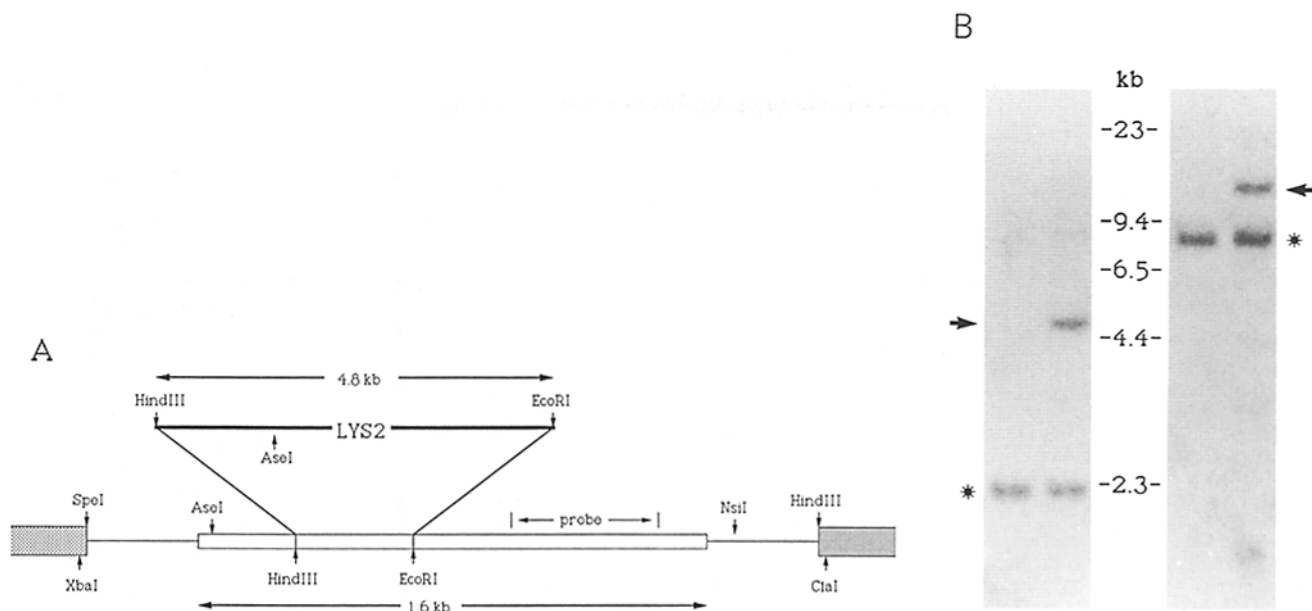 A
4.8 kb
HindIII EcoRI
LYS2
AseI
SpeI AseI probe NsiI HindIII
XbaI HindIII EcoRI ClaI
1.6 kb
B
kb
-23-
-9.4-
-6.5-
-4.4-
-2.3-